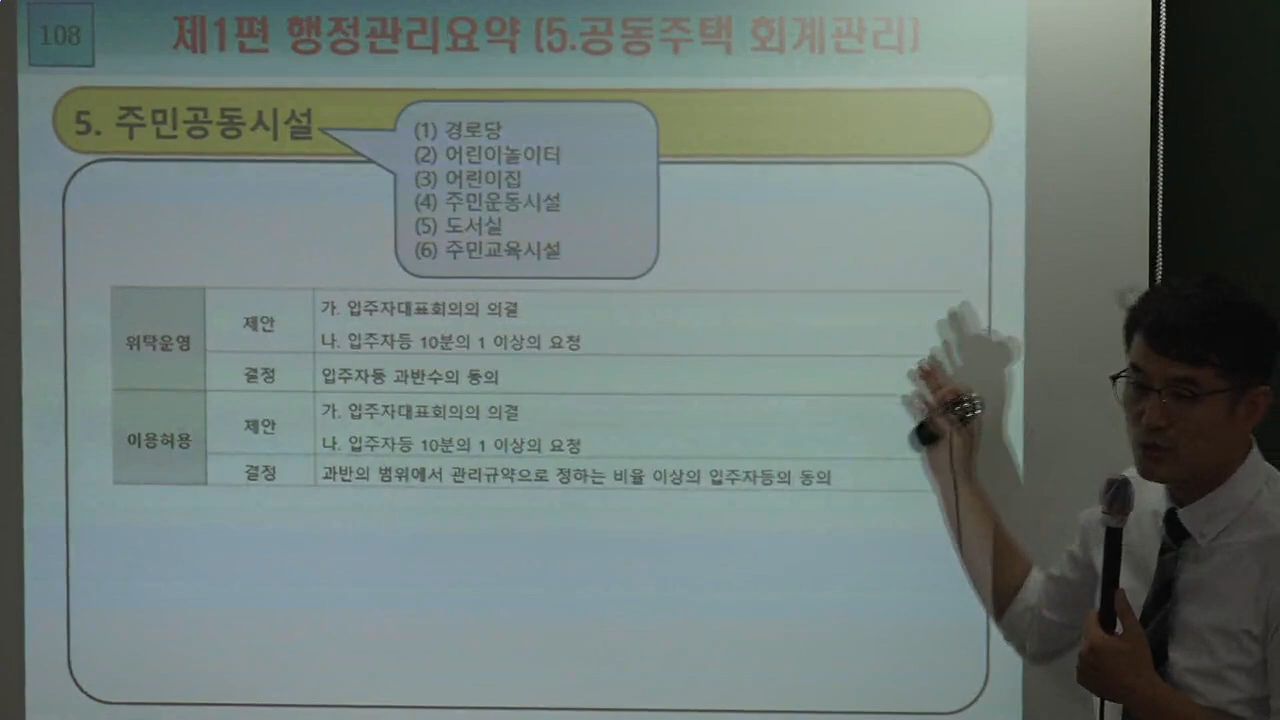 108
제1편 행정관리요약 (5.공동주택 회계관리)
5. 주민공동시설
(1) 경로당
(2) 어린이놀이터
(3) 어린이집
(4) 주민운동시설
(5) 도서실
(6) 주민교육시설
위탁운영
제안
가. 입주자대표회의의 의결
나. 입주자등 10분의 1 이상의 요청
결정
입주자등 과반수의 동의
이용허용
제안
가. 입주자대표회의의 의결
나. 입주자등 10분의 1 이상의 요청
결정
과반의 범위에서 관리규약으로 정하는 비율 이상의 입주자등의 동의